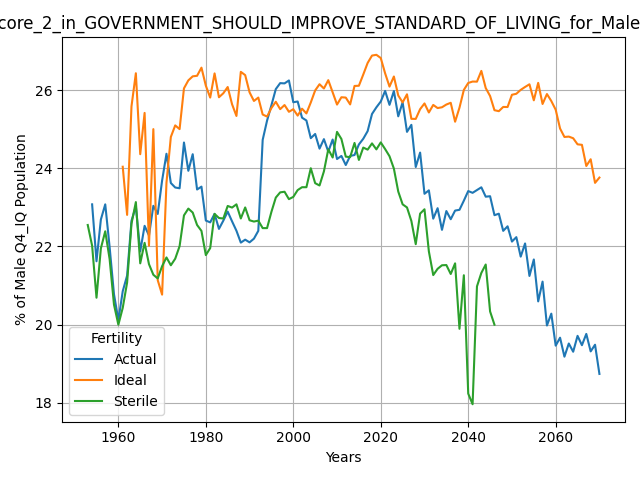 core_2_in_GOVERNMENT_SHOULD_IMPROVE_STANDARD_OF_LIVING_for_Male
% of Male Q4_IQ Population
26
24
22
20
18
Fertility
Actual
Ideal
Sterile
1960 1980 2000 2020 2040 2060
Years